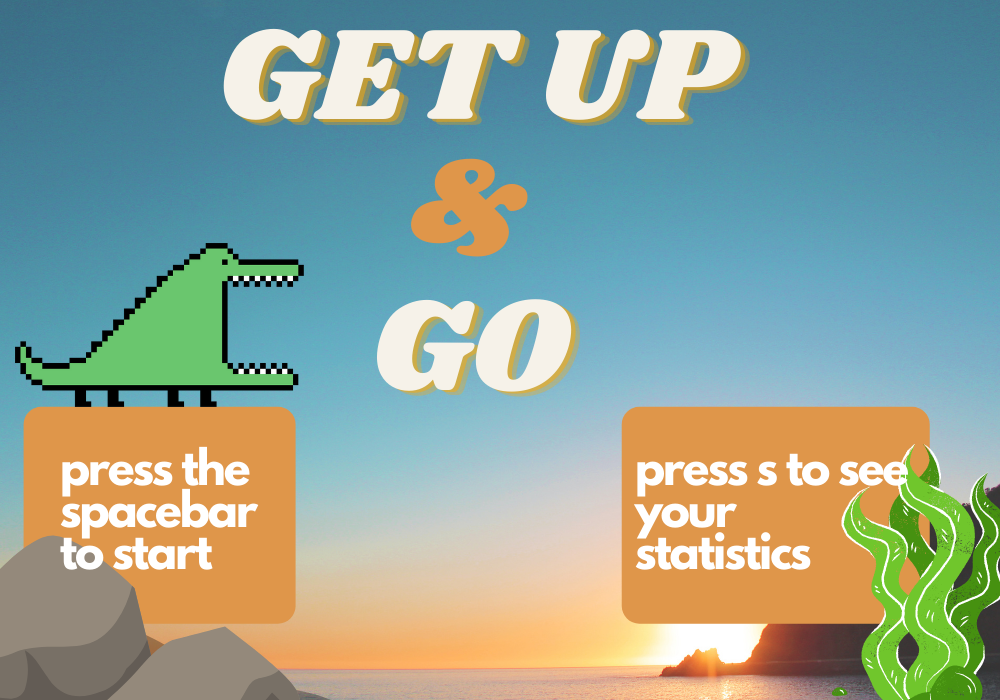 GET UP
&
GO
press the
spacebar
to start
press s to see
your
statistics